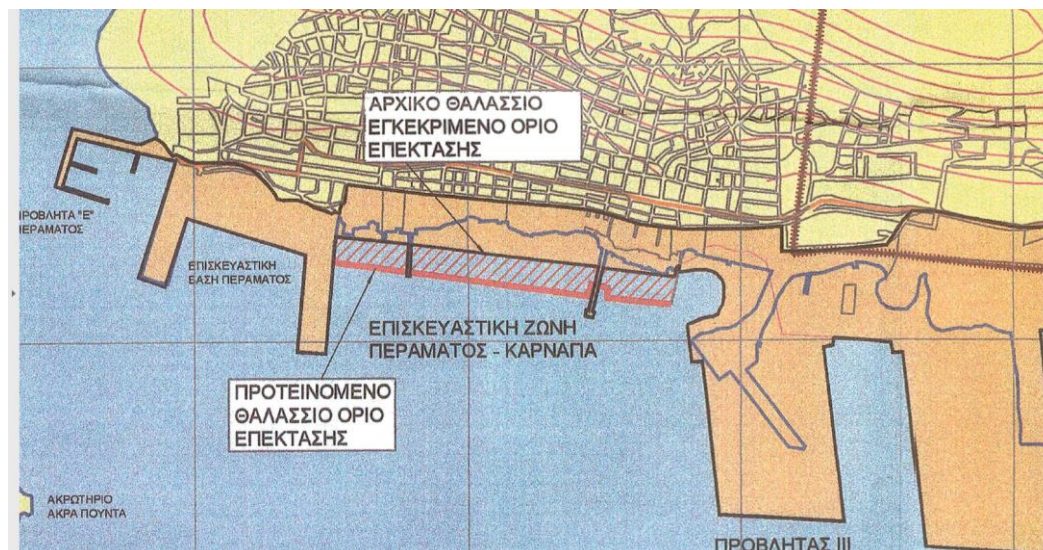 ΑΡΧΙΚΟ ΘΑΛΑΣΣΙΟ
ΕΓΚΕΚΡΙΜΕΝΟ ΟΡΙΟ
ΕΠΕΚΤΑΣΗΣ
ΠΡΟΒΛΗΤΑ "Ε"
ΠΕΡΑΜΑΤΟΣ
ΕΠΙΣΚΕΥΑΣΤΙΚΗ
ΒΑΣΗ ΠΕΡΑΜΑΤΟΣ
ΕΠΙΣΚΕΥΑΣΤΙΚΗ ΖΩΝΗ
ΠΕΡΑΜΑΤΟΣ - ΚΑΡΝΑΓΙΑ
ΠΡΟΤΕΙΝΟΜΕΝΟ
ΘΑΛΑΣΣΙΟ ΟΡΙΟ
ΕΠΕΚΤΑΣΗΣ
ΑΚΡΩΤΗΡΙΟ
ΑΚΡΑ ΠΟΥΝΤΑ
ΠΡΟΒΛΗΤΑΣ ΙΙΙ